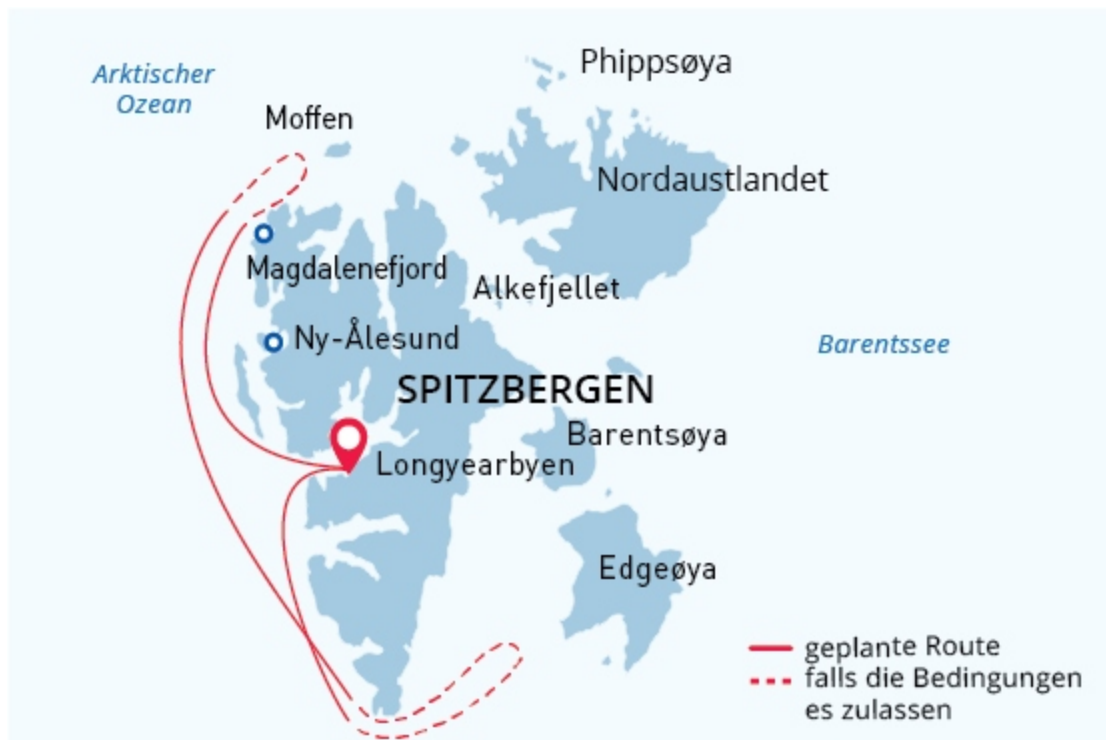 Phippsøya
Arktischer
Ozean
Moffen
Nordaustlandet
Magdalenefjord
Alkefjellet
Ny-Ålesund
Barentssee
SPITZBERGEN
Barentsøya
Longyearbyen
Edgeøya
geplante Route
falls die Bedingungen
es zulassen